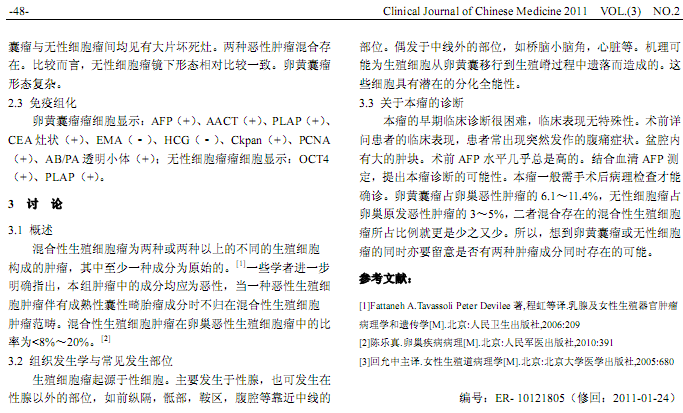 -48-
Clinical Journal of Chinese Medicine 2011 VOL.(3) NO.2
囊瘤与无性细胞瘤间均见有大片坏死灶。两种恶性肿瘤混合存
在。比较而言，无性细胞瘤镜下形态相对比较一致。卵黄囊瘤
形态复杂。
2.3 免疫组化
卵黄囊瘤瘤细胞显示：AFP（+）、AACT（+）、PLAP（+）、
CEA 灶状（+）、EMA（-）、HCG（-）、Ckpan（+）、PCNA
（+）、AB/PA 透明小体（+）；无性细胞瘤瘤细胞显示：OCT4
（+）、PLAP（+）。
3 讨 论
3.1 概述
混合性生殖细胞瘤为两种或两种以上的不同的生殖细胞
构成的肿瘤，其中至少一种成分为原始的。[1]一些学者进一步
明确指出，本组肿瘤中的成分均应为恶性，当一种恶性生殖细
胞肿瘤伴有成熟性囊性畸胎瘤成分时不归在混合性生殖细胞
肿瘤范畴。混合性生殖细胞肿瘤在卵巢恶性生殖细胞瘤中的比
率为<8%～20%。[2]
3.2 组织发生学与常见发生部位
生殖细胞瘤起源于性细胞。主要发生于性腺，也可发生在
性腺以外的部位，如前纵隔，骶部，鞍区，腹腔等靠近中线的
部位。偶发于中线外的部位，如桥脑小脑角，心脏等。机理可
能为生殖细胞从卵黄囊移行到生殖嵴过程中遗落而造成的。这
些细胞具有潜在的分化全能性。
3.3 关于本瘤的诊断
本瘤的早期临床诊断很困难，临床表现无特殊性。术前详
问患者的临床表现，患者常出现突然发作的腹痛症状。盆腔内
有大的肿块。术前 AFP 水平几乎总是高的。结合血清 AFP 测
定，提出本瘤诊断的可能性。本瘤一般需手术后病理检查才能
确诊。卵黄囊瘤占卵巢恶性肿瘤的 6.1～11.4%，无性细胞瘤占
卵巢原发恶性肿瘤的 3～5%，二者混合存在的混合性生殖细胞
瘤所占比例就更是少之又少。所以，想到卵黄囊瘤或无性细胞
瘤的同时亦要留意是否有两种肿瘤成分同时存在的可能。
参考文献：
[1]Fattaneh A.Tavassoli Peter Devilee 著,程虹等译.乳腺及女性生殖器官肿瘤
病理学和遗传学[M].北京:人民卫生出版社,2006:209
[2]陈乐真.卵巢疾病病理[M].北京:人民军医出版社,2010:391
[3]回允中主译.女性生殖道病理学[M].北京:北京大学医学出版社,2005:680
编号：ER- 10121805（修回：2011-01-24）